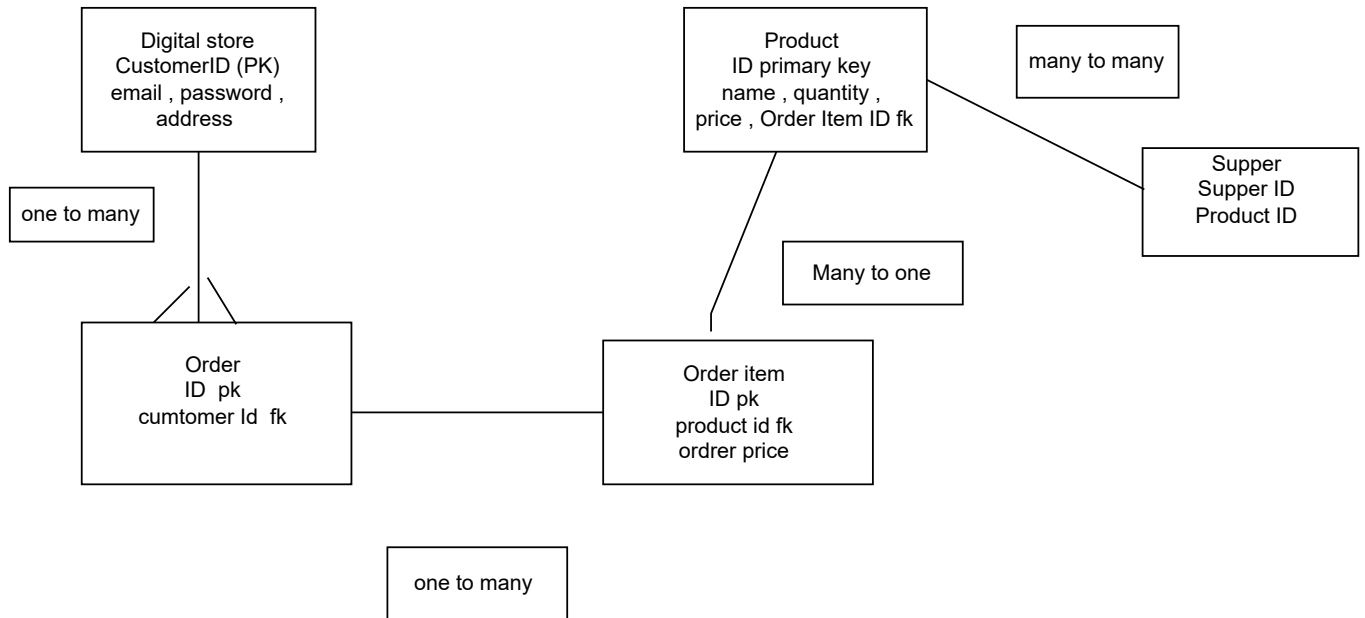 Digital store
CustomerID (PK)
email , password ,
address
Product
ID primary key
name , quantity ,
price , Order Item ID fk
many to many
Supper
Supper ID
Product ID
one to many
Many to one
Order
ID pk
cumtomer Id fk
Order item
ID pk
product id fk
ordrer price
one to many